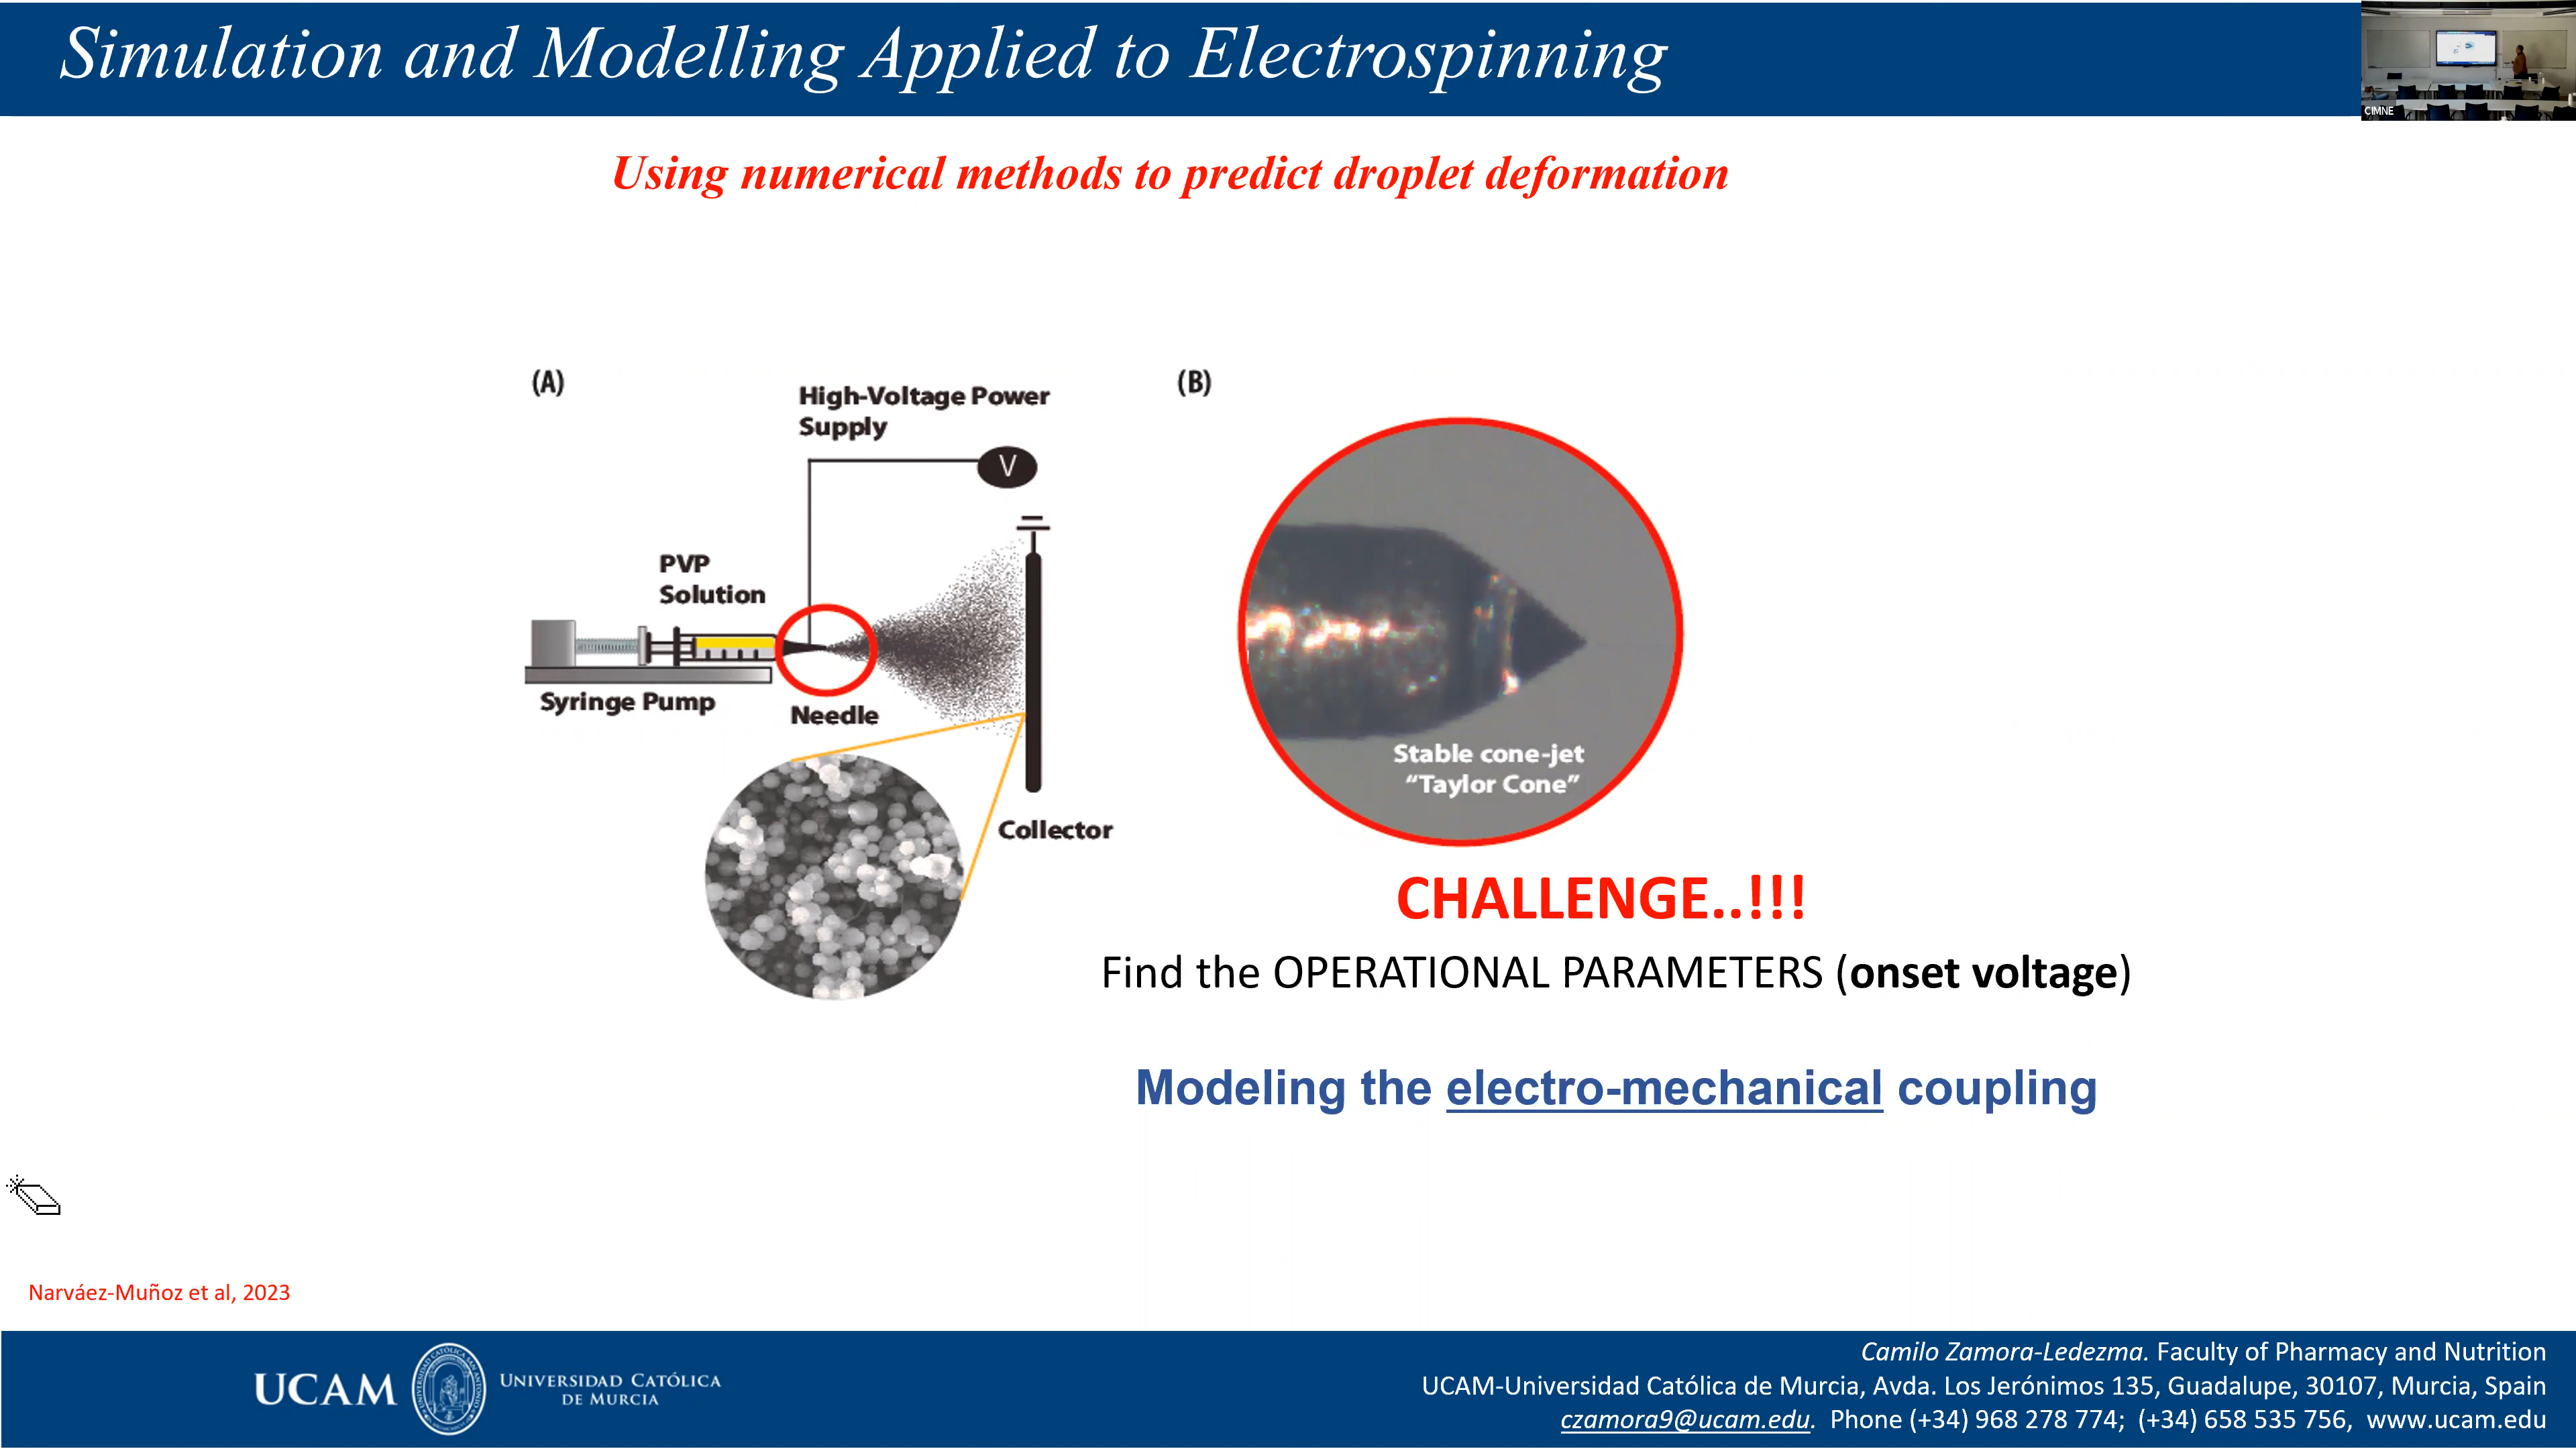 Simulation and Modelling Applied to Electrospinning
CIMNE
Using numerical methods to predict droplet deformation
(A)
High-Voltage Power
Supply
V
PVP
Solution
Syringe Pump
Needle
Collector
(B)
Stable cone-jet
“Taylor Cone”
CHALLENGE..!!!
Find the OPERATIONAL PARAMETERS (onset voltage)
Modeling the electro-mechanical coupling
Narváez-Muñoz et al, 2023
UCAM
UNIVERSIDAD CATÓLICA
DE MURCIA
Camilo Zamora-Ledezma. Faculty of Pharmacy and Nutrition
UCAM-Universidad Católica de Murcia, Avda. Los Jerónimos 135, Guadalupe, 30107, Murcia, Spain
czamora9@ucam.edu. Phone (+34) 968 278 774; (+34) 658 535 756, www.ucam.edu